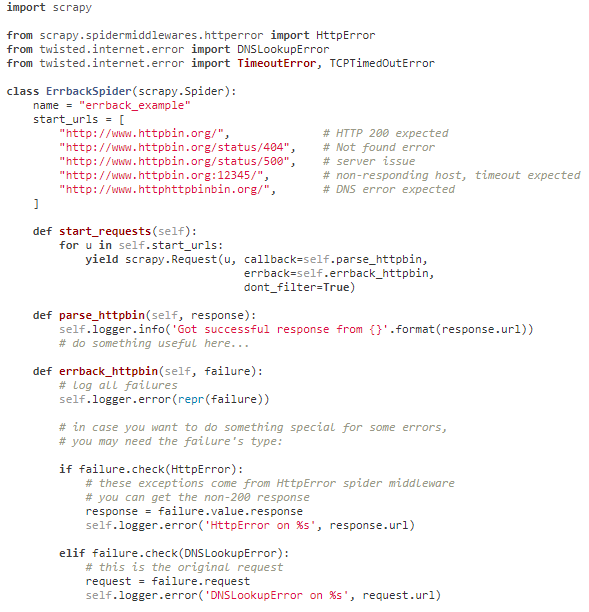 import scrapy

from scrapy.spidermiddlewares.httperror import HttpError
from twisted.internet.error import DNSLookupError
from twisted.internet.error import TimeoutError, TCPTimedOutError

class ErrbackSpider(scrapy.Spider):
    name = "errback_example"
    start_urls = [
        "http://www.httpbin.org/",              # HTTP 200 expected
        "http://www.httpbin.org/status/404",    # Not found error
        "http://www.httpbin.org/status/500",    # server issue
        "http://www.httpbin.org:12345/",        # non-responding host, timeout expected
        "http://www.httphttpbinbin.org/",       # DNS error expected
    ]

    def start_requests(self):
        for u in self.start_urls:
            yield scrapy.Request(u, callback=self.parse_httpbin,
                                    errback=self.errback_httpbin,
                                    dont_filter=True)

    def parse_httpbin(self, response):
        self.logger.info('Got successful response from {}'.format(response.url))
        # do something useful here...

    def errback_httpbin(self, failure):
        # log all failures
        self.logger.error(repr(failure))

        # in case you want to do something special for some errors,
        # you may need the failure's type:

        if failure.check(HttpError):
            # these exceptions come from HttpError spider middleware
            # you can get the non-200 response
            response = failure.value.response
            self.logger.error('HttpError on %s', response.url)

        elif failure.check(DNSLookupError):
            # this is the original request
            request = failure.request
            self.logger.error('DNSLookupError on %s', request.url)